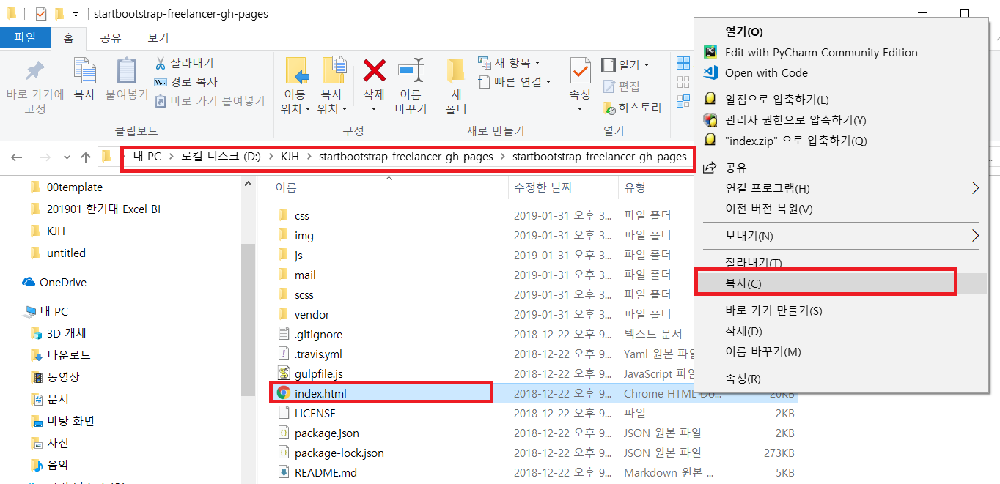 startbootstrap-freelancer-gh-pages
파일 홈 공유 보기
바로 가기에 고정
복사
붙여넣기
잘라내기
경로 복사
바로 가기 붙여넣기
클립보드
이동 위치
복사 위치
삭제
이름 바꾸기
구성
새 폴더
새 항목
빠른 연결
새로 만들기
속성
열기
편집
히스토리
열기
내 PC > 로컬 디스크 (D:) > KJH > startbootstrap-freelancer-gh-pages > startbootstrap-freelancer-gh-pages
00template
201901 한기대 Excel BI
KJH
untitled
OneDrive
내 PC
3D 개체
다운로드
동영상
문서
바탕 화면
사진
음악
이름 수정한 날짜 유형
css 2019-01-31 오후 3... 파일 폴더
img 2019-01-31 오후 3... 파일 폴더
js 2019-01-31 오후 3... 파일 폴더
mail 2019-01-31 오후 3... 파일 폴더
scss 2019-01-31 오후 3... 파일 폴더
vendor 2019-01-31 오후 3... 파일 폴더
.gitignore 2018-12-22 오후 9... 텍스트 문서
.travis.yml 2018-12-22 오후 9... Yaml 원본 파일
gulpfile.js 2018-12-22 오후 9... JavaScript 파일
index.html 2018-12-22 오후 9... Chrome HTML Do... 20KB
LICENSE 2018-12-22 오후 9... 파일 2KB
package.json 2018-12-22 오후 9... JSON 원본 파일 2KB
package-lock.json 2018-12-22 오후 9... JSON 원본 파일 273KB
README.md 2018-12-22 오후 9... Markdown 원본 ... 5KB
열기(O)
Edit with PyCharm Community Edition
Open with Code
알집으로 압축하기(L)
관리자 권한으로 압축하기(Y)
"index.zip" 으로 압축하기(Q)
공유
연결 프로그램(H)
이전 버전 복원(V)
보내기(N)
잘라내기(T)
복사(C)
바로 가기 만들기(S)
삭제(D)
이름 바꾸기(M)
속성(R)